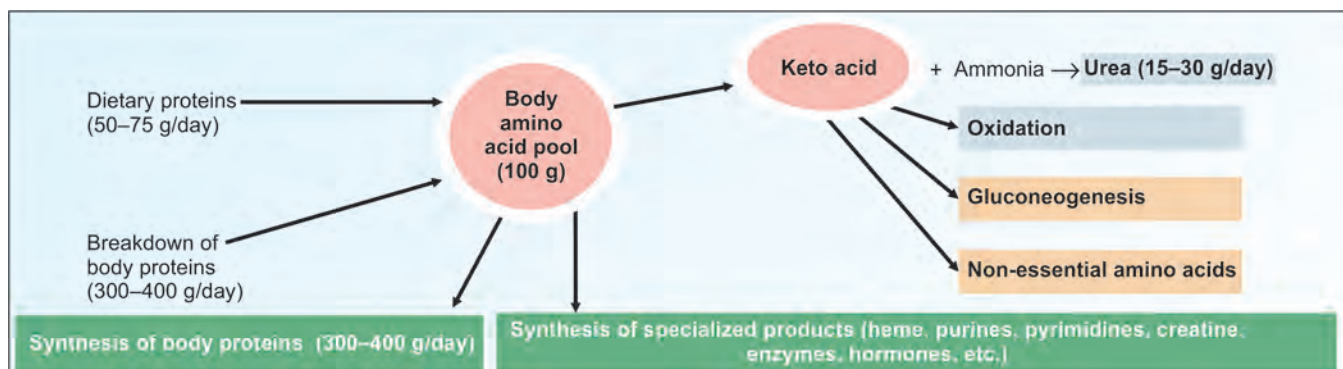 Dietary proteins
(50–75 g/day)
Breakdown of
body proteins
(300–400 g/day)
Body
amino
acid pool
(100 g)
Keto acid
+ Ammonia → Urea (15–30 g/day)
Oxidation
Gluconeogenesis
Non-essential amino acids
Synthesis of body proteins (300–400 g/day)
Synthesis of specialized products (heme, purines, pyrimidines, creatine,
enzymes, hormones, etc.)